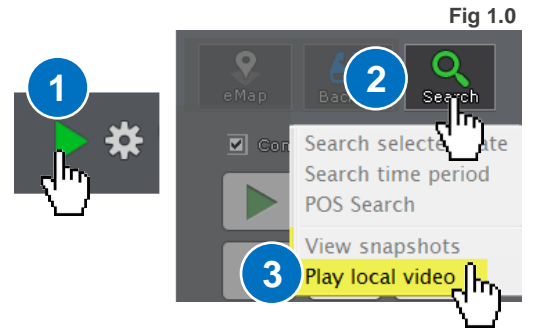 Fig 1.0
1
2
eMap
Search
Search selected
Search time period
POS Search
View snapshots
3
Play local video